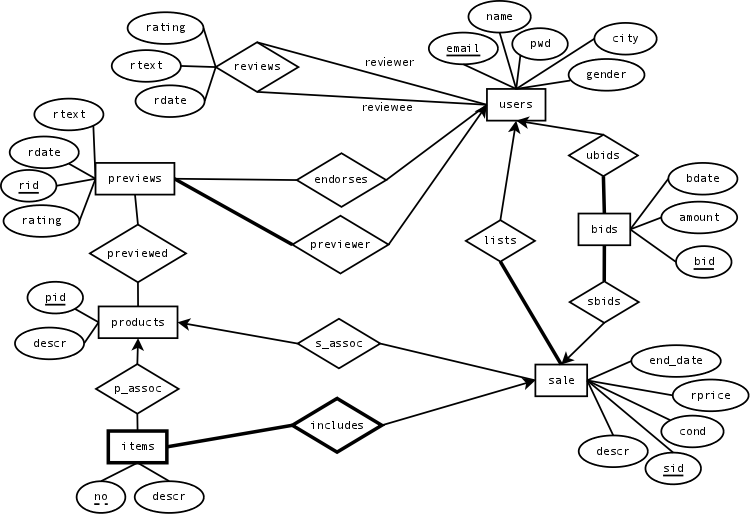 name
rating
city
email
pwd
reviewer
rtext
reviews
gender
rdate
users
reviewee
rtext
rdate
ubids
previews
endorses
bdate
rid
rating
amount
bids
previewer
lists
previewed
bid
pid
sbids
products
descr
s_assoc
end_date
sale
p_assoc
rprice
includes
cond
items
descr
sid
no
descr